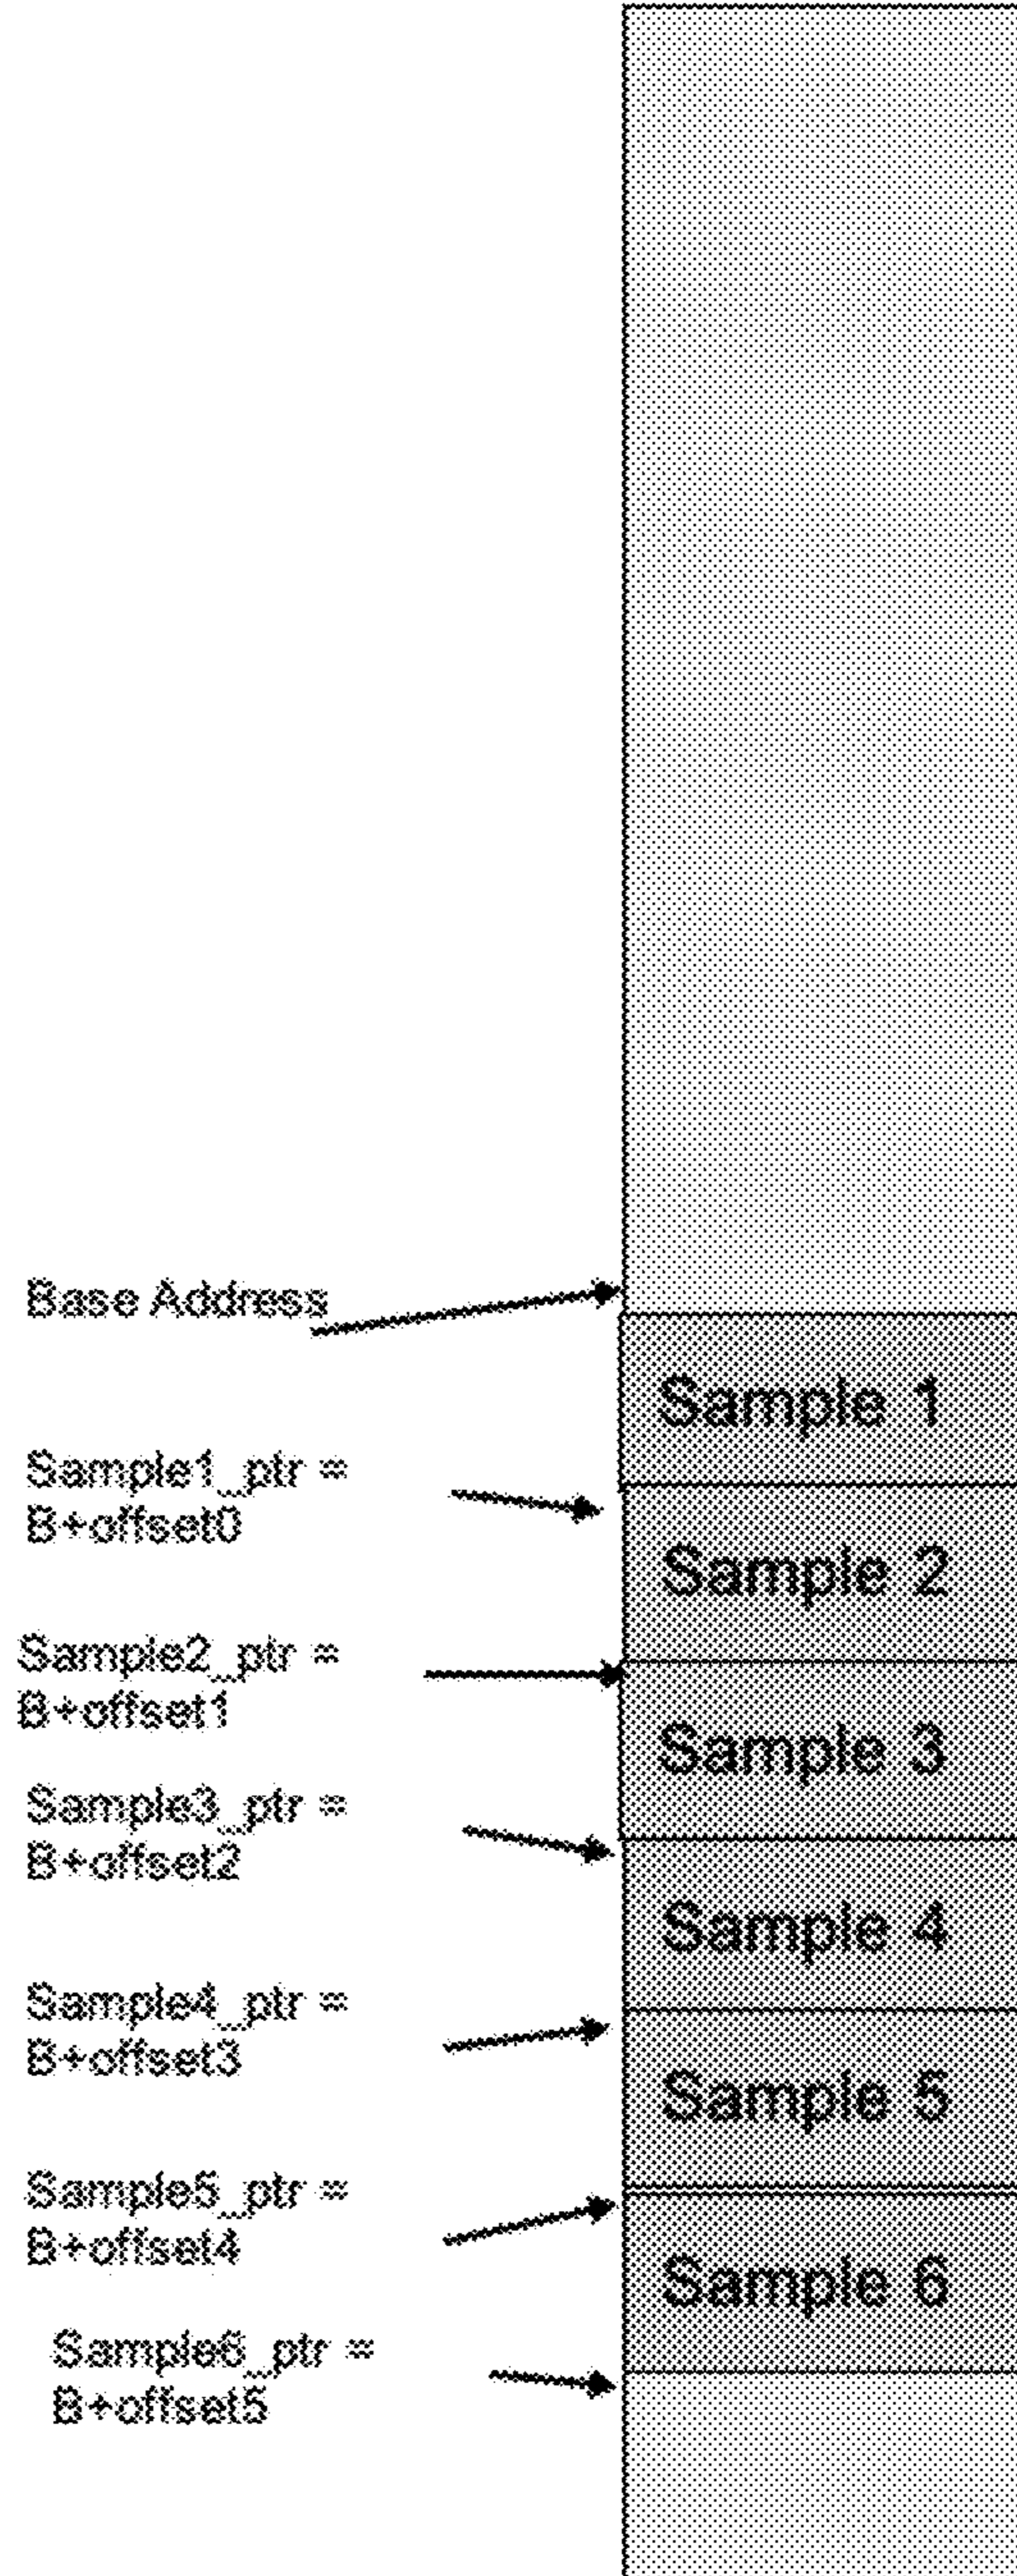 Base Address
Sample 1
Sample1_ptr =
B+offset0
Sample 2
Sample2_ptr =
B+offset1
Sample 3
Sample3_ptr =
B+offset2
Sample 4
Sample4_ptr =
B+offset3
Sample 5
Sample5_ptr =
B+offset4
Sample 6
Sample6_ptr =
B+offset5